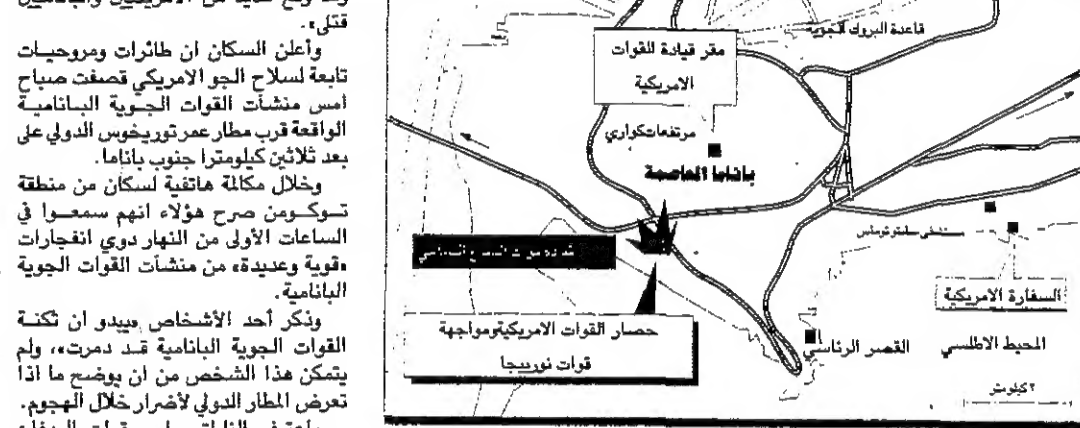 قتلى».
وأعلن السكان ان طائرات ومروحيات
تابعة لسلاح الجو الامريكي قصفت صباح
امس منشآت القوات الجوية البانامية
الواقعة قرب مطار عمر توريخوس الدولي على
بعد ثلاثين كيلومترا جنوب باناما.
وخلال مكالمة هاتفية لسكان من منطقة
توكومن صرح هؤلاء انهم سمعوا في
الساعات الأولى من النهار دوي انفجارات
«قوية وعديدة» من منشآت القوات الجوية
البانامية.
وذكر أحد الأشخاص «يبدو ان ثكنة
القوات الجوية البانامية قد دمرت»، ولم
يتمكن هذا الشخص من ان يوضح ما اذا
تعرض المطار الدولي لأضرار خلال الهجوم.
قاعدة البروك الجوية
مقر قيادة للقوات
الامريكية
مرتفعات كواري
باناما العاصمة
السفارة الامريكية
حصار القوات الامريكية ومواجهة
قوات نورييجا
القصر الرئاسي
المحيط الاطلسي
٢ كيلومتر